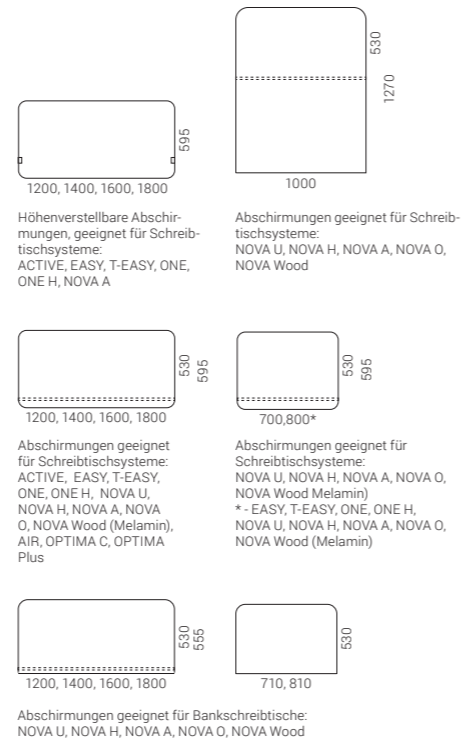 595
1200, 1400, 1600, 1800
Höhenverstellbare Abschir-
mungen, geeignet für Schreib-
tischsysteme:
ACTIVE, EASY, T-EASY, ONE,
ONE H, NOVA A
530
1270
1000
Abschirmungen geeignet für Schreib-
tischsysteme:
NOVA U, NOVA H, NOVA A, NOVA O,
NOVA Wood
530
595
1200, 1400, 1600, 1800
Abschirmungen geeignet
für Schreibtischsysteme:
ACTIVE, EASY, T-EASY,
ONE, ONE H, NOVA U,
NOVA H, NOVA A, NOVA
O, NOVA Wood (Melamin),
AIR, OPTIMA C, OPTIMA
Plus
530
595
700,800*
Abschirmungen geeignet für
Schreibtischsysteme:
NOVA U, NOVA H, NOVA A, NOVA O,
NOVA Wood Melamin)
* - EASY, T-EASY, ONE, ONE H,
NOVA U, NOVA H, NOVA A, NOVA O,
NOVA Wood (Melamin)
530
555
1200, 1400, 1600, 1800
530
710, 810
Abschirmungen geeignet für Bankschreibtische:
NOVA U, NOVA H, NOVA A, NOVA O, NOVA Wood